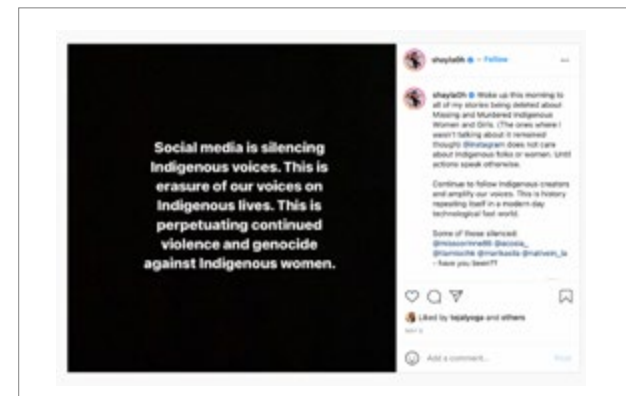 Social media is silencing
Indigenous voices. This is
erasure of our voices on
Indigenous lives. This is
perpetuating continued
violence and genocide
against Indigenous women.
Follow
Woke up this morning to
all of my stories being deleted about
Missing and Murdered Indigenous
Women and Girls. (The ones where I
wasn't talking about it remained
though) @instagram does not care
about Indigenous folks or women. Until
actions speak otherwise.
Continue to follow Indigenous creators
and amplify our voices. This is history
repeating itself in a modern day
technological fast world.
Some of those silenced:
- have you been??
Liked by tejalyoga and others
Add a comment...
Post